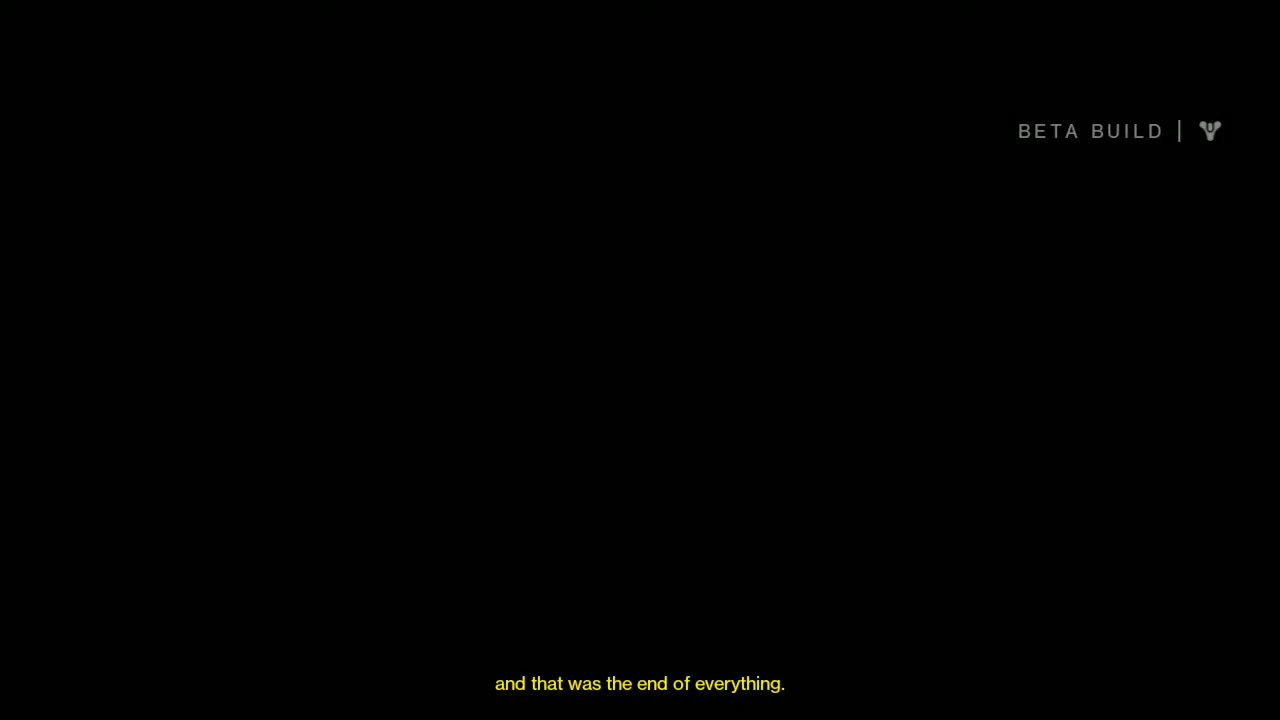 BETA BUILD |
and that was the end of everything.